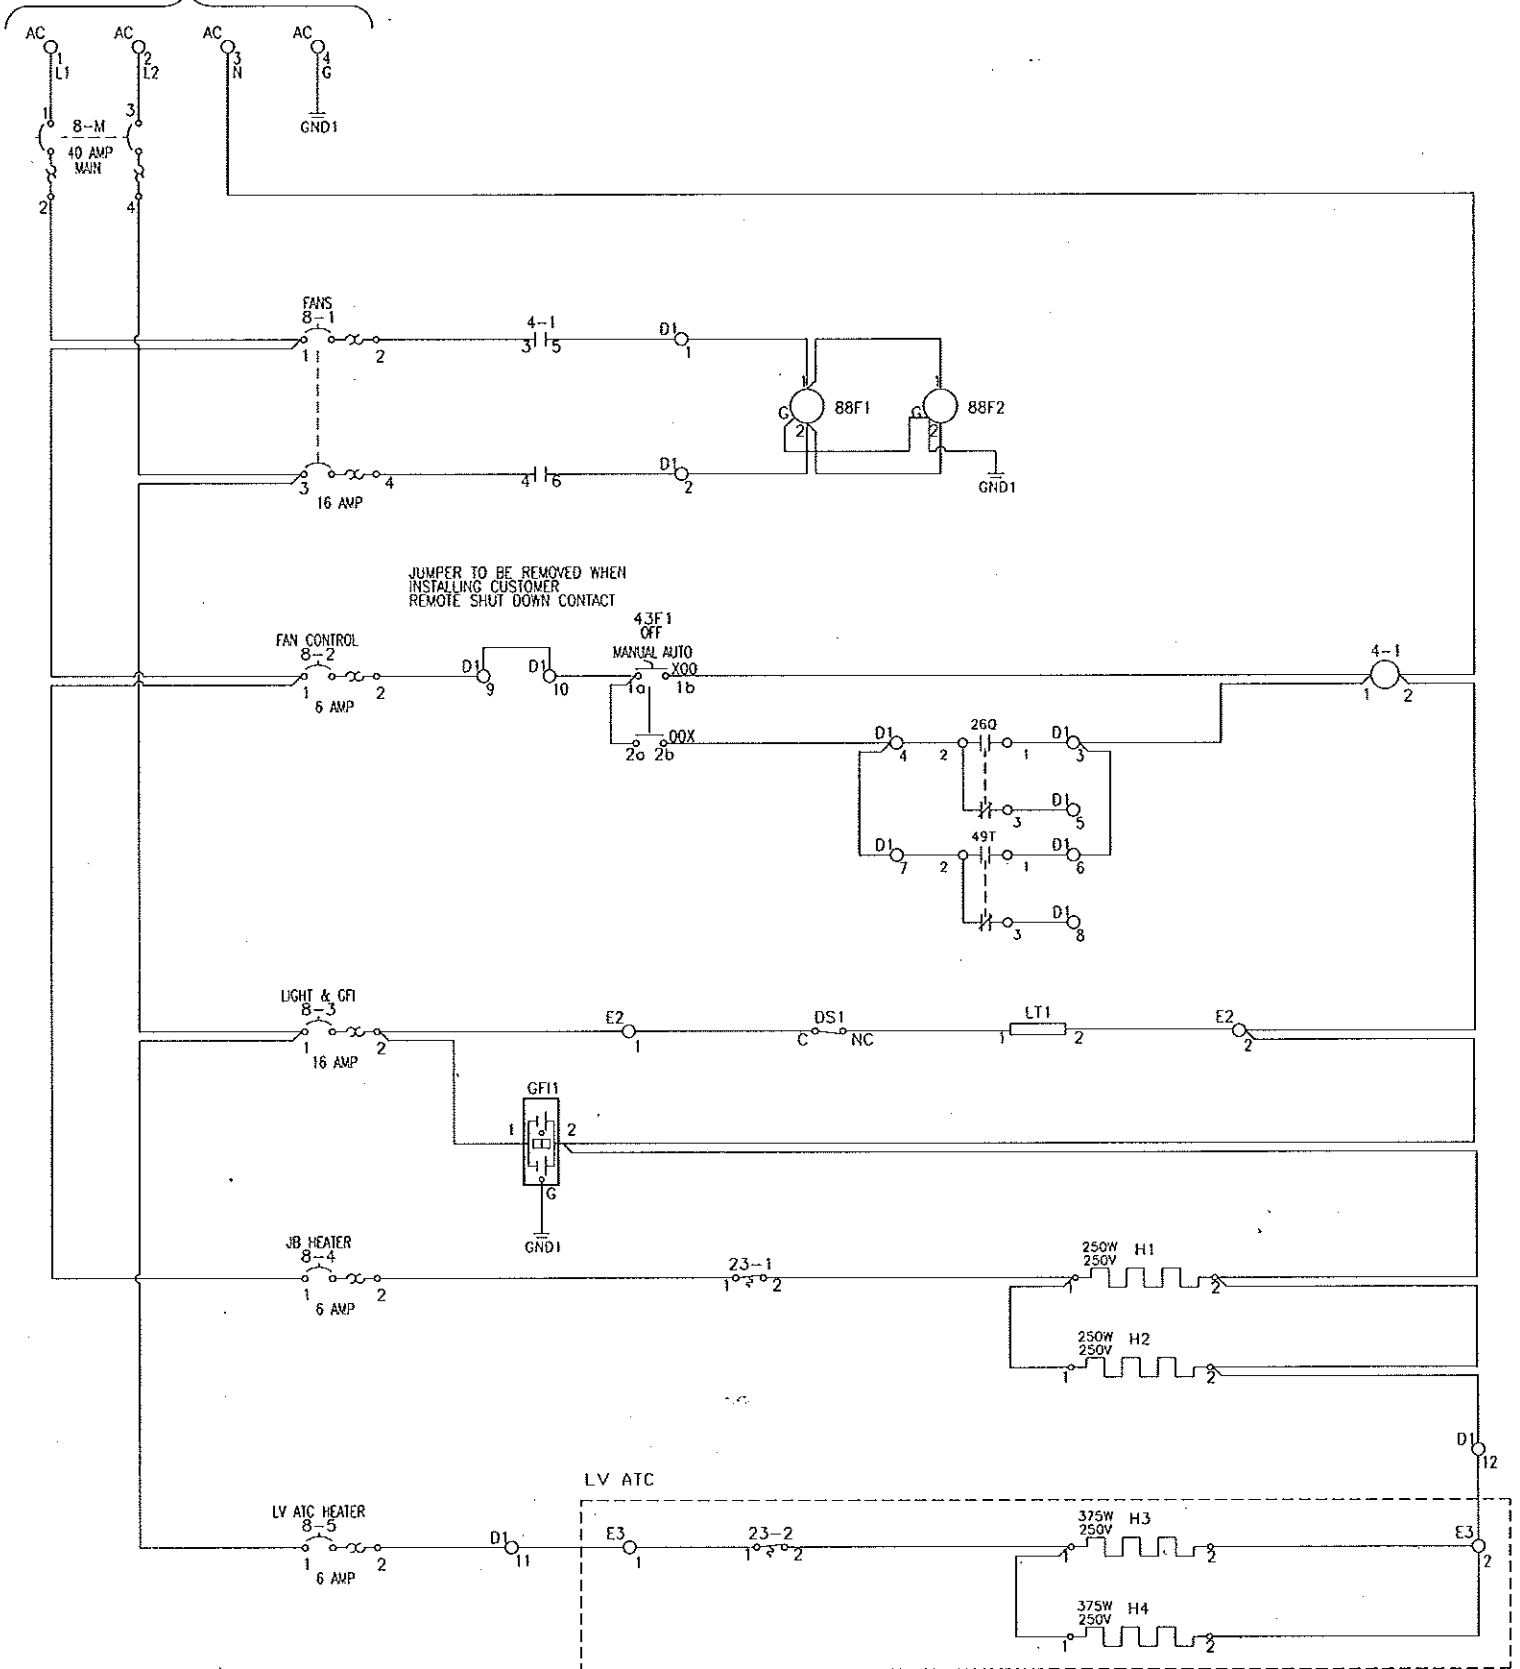 AC AC AC AC
1 2 3 4
L1 L2 N G
GND1
1 3
8-M
40 AMP
MAIN
2 4
FANS
8-1
4-1
D1
1 2 3 5 1
1 1
G 88F1 G 88F2
2 2
D1
3 4 4 6 2
16 AMP
GND1
JUMPER TO BE REMOVED WHEN
INSTALLING CUSTOMER
REMOTE SHUT DOWN CONTACT
43F1
OFF
MANUAL AUTO
FAN CONTROL
8-2
4-1
D1 D1 XOO
1 2 9 10 1a 1b 1 2
6 AMP
OOX D1 26Q D1
2a 2b 4 2 1 3
D1
3 5
49T
D1 D1
7 2 1 6
D1
3 8
LIGHT & GFI
8-3
E2 DS1 LT1 E2
1 2 1 C NC 1 2 2
16 AMP
GFI1
1 2
G
GND1
JB HEATER
8-4
23-1
250W H1
250V
1 2 1 2 1 2
6 AMP
250W H2
250V
1 2
D1
12
LV ATC
LV ATC HEATER
8-5
D1 E3 23-2
375W H3
250V
E3
1 2 11 1 1 2 1 2 2
6 AMP
375W H4
250V
1 2